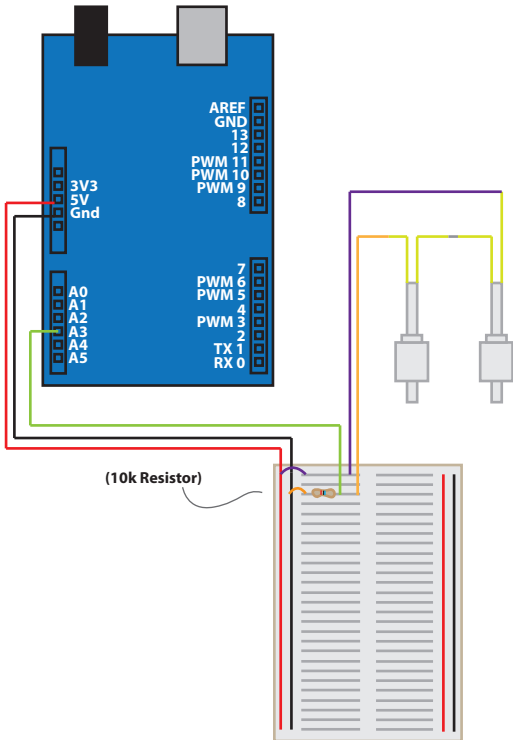 AREF
GND
13
12
PWM 11
PWM 10
PWM 9
8
3V3
5V
Gnd
7
PWM 6
PWM 5
4
PWM 3
2
TX 1
RX 0
A0
A1
A2
A3
A4
A5
(10k Resistor)